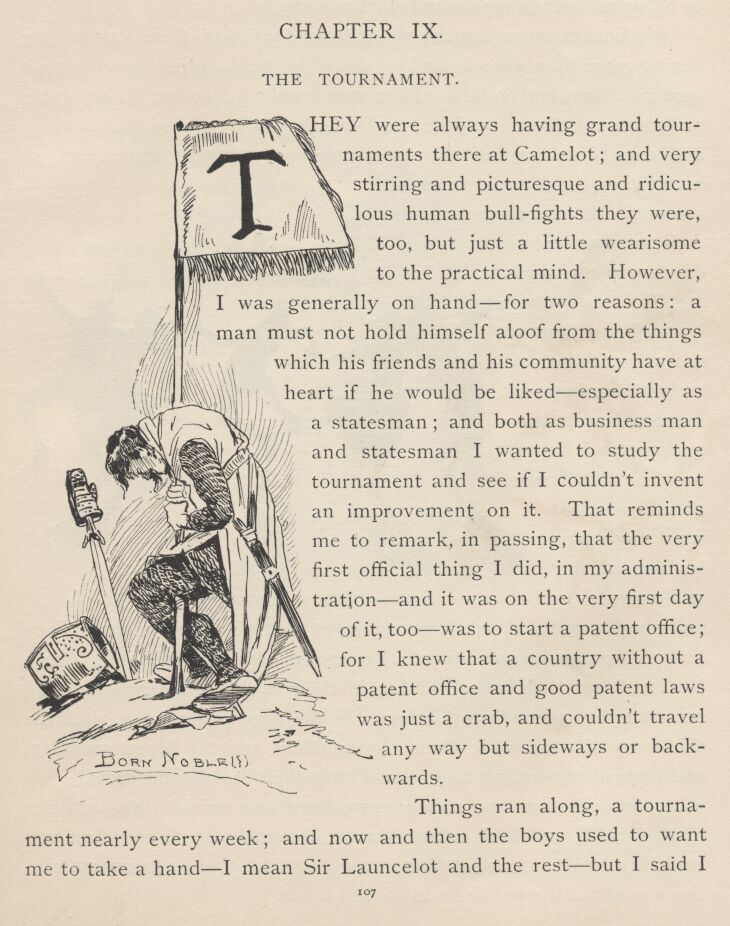 CHAPTER IX.
THE TOURNAMENT.
THEY were always having grand tour-
naments there at Camelot; and very
stirring and picturesque and ridicu-
lous human bull-fights they were,
too, but just a little wearisome
to the practical mind. However,
I was generally on hand—for two reasons: a
man must not hold himself aloof from the things
which his friends and his community have at
heart if he would be liked—especially as
a statesman; and both as business man
and statesman I wanted to study the
tournament and see if I couldn't invent
an improvement on it. That reminds
me to remark, in passing, that the very
first official thing I did, in my adminis-
tration—and it was on the very first day
of it, too—was to start a patent office;
for I knew that a country without a
patent office and good patent laws
was just a crab, and couldn't travel
any way but sideways or back-
wards.
BORN NOBLE(?)
Things ran along, a tourna-
ment nearly every week; and now and then the boys used to want
me to take a hand—I mean Sir Launcelot and the rest—but I said I
107